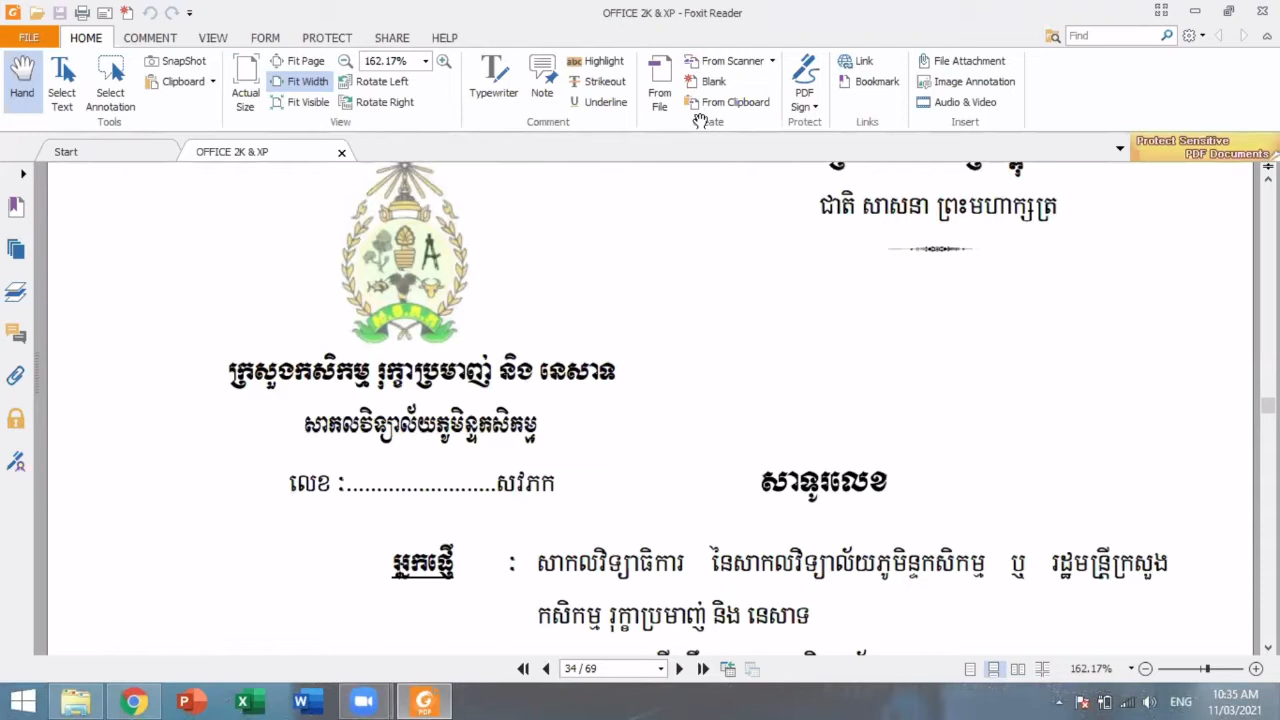 OFFICE 2K & XP - Foxit Reader
FILE HOME COMMENT VIEW FORM PROTECT SHARE HELP Find
Hand
Select Text
Select Annotation
SnapShot
Clipboard
Tools
Actual Size
Fit Page
Fit Width
Fit Visible
162.17%
Rotate Left
Rotate Right
View
Typewriter
Note
Highlight
Strikeout
Underline
Comment
From File
From Scanner
Blank
From Clipboard
PDF Sign
Protect
Link
Bookmark
Links
File Attachment
Image Annotation
Audio & Video
Insert
Start
OFFICE 2K & XP
Protect Sensitive
PDF Documents
ជាតិ សាសនា ព្រះមហាក្សត្រ
ក្រសួងកសិកម្ម រុក្ខាប្រមាញ់ និង នេសាទ
សាកលវិទ្យាល័យភូមិន្ទកសិកម្ម
លេខ ៈ........................សវភក
សាទូរលេខ
អ្នកផ្ញើ ៈ សាកលវិទ្យាធិការ នៃសាកលវិទ្យាល័យភូមិន្ទកសិកម្ម ឬ រដ្ឋមន្ត្រីក្រសួង
កសិកម្ម រុក្ខាប្រមាញ់ និង នេសាទ
34 / 69
162.17%
ENG
10:35 AM
11/03/2021